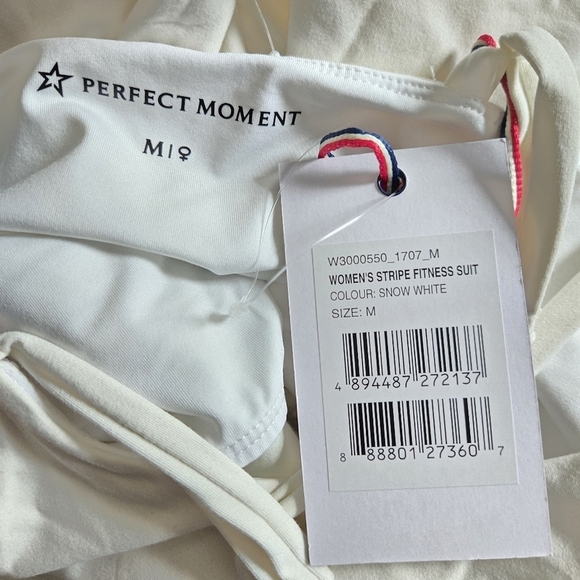 PERFECT MOMENT
M|♀
W3000550_1707_M
WOMEN'S STRIPE FITNESS SUIT
COLOUR: SNOW WHITE
SIZE: M
4 894487 272137
8 88801 27360 7